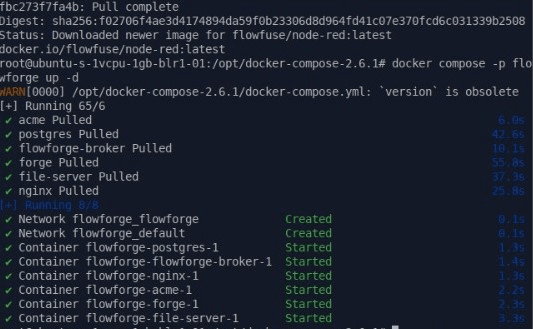 fbc273f7fa4b: Pull complete
Digest: sha256:f02706f4ae3d4174894da59f0b23306d8d964fd41c07e370fcd6c031339b2508
Status: Downloaded newer image for flowfuse/node-red:latest
docker.io/flowfuse/node-red:latest
root@ubuntu-s-1vcpu-1gb-blr1-01:/opt/docker-compose-2.6.1# docker compose -p flo
wforge up -d
WARN[0000] /opt/docker-compose-2.6.1/docker-compose.yml: `version` is obsolete
[+] Running 65/6
✔ acme Pulled 6.0s
✔ postgres Pulled 42.6s
✔ flowforge-broker Pulled 10.1s
✔ forge Pulled 55.8s
✔ file-server Pulled 37.3s
✔ nginx Pulled 25.8s
[+] Running 8/8
✔ Network flowforge_flowforge Created 0.1s
✔ Network flowforge_default Created 0.1s
✔ Container flowforge-postgres-1 Started 1.3s
✔ Container flowforge-flowforge-broker-1 Started 1.4s
✔ Container flowforge-nginx-1 Started 1.3s
✔ Container flowforge-acme-1 Started 2.2s
✔ Container flowforge-forge-1 Started 2.3s
✔ Container flowforge-file-server-1 Started 3.3s